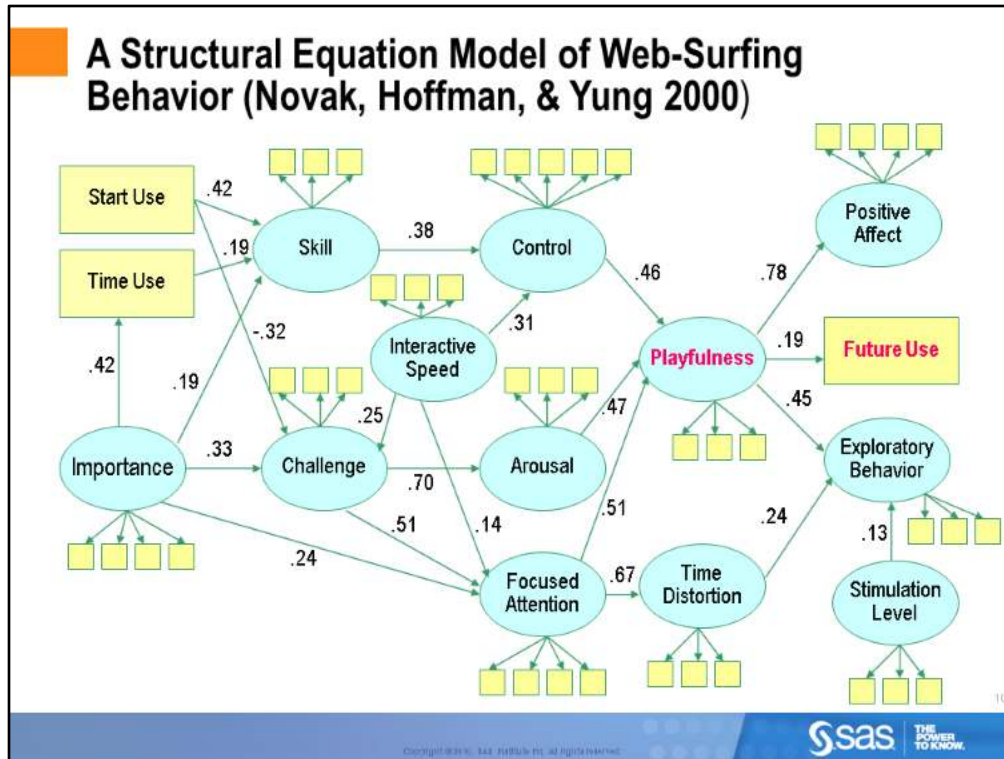 A Structural Equation Model of Web-Surfing
Behavior (Novak, Hoffman, & Yung 2000)
Start Use
.42
Skill
.38
Control
Positive
Affect
Time Use
.19
.46
.78
-.32
Interactive
Speed
.31
Playfulness
.19
Future Use
.42
.19
.25
.47
.45
Importance
.33
Challenge
.70
Arousal
Exploratory
Behavior
.24
.51
.14
.51
.24
.13
Focused
Attention
.67
Time
Distortion
Stimulation
Level
10
sas
THE
POWER
TO KNOW.